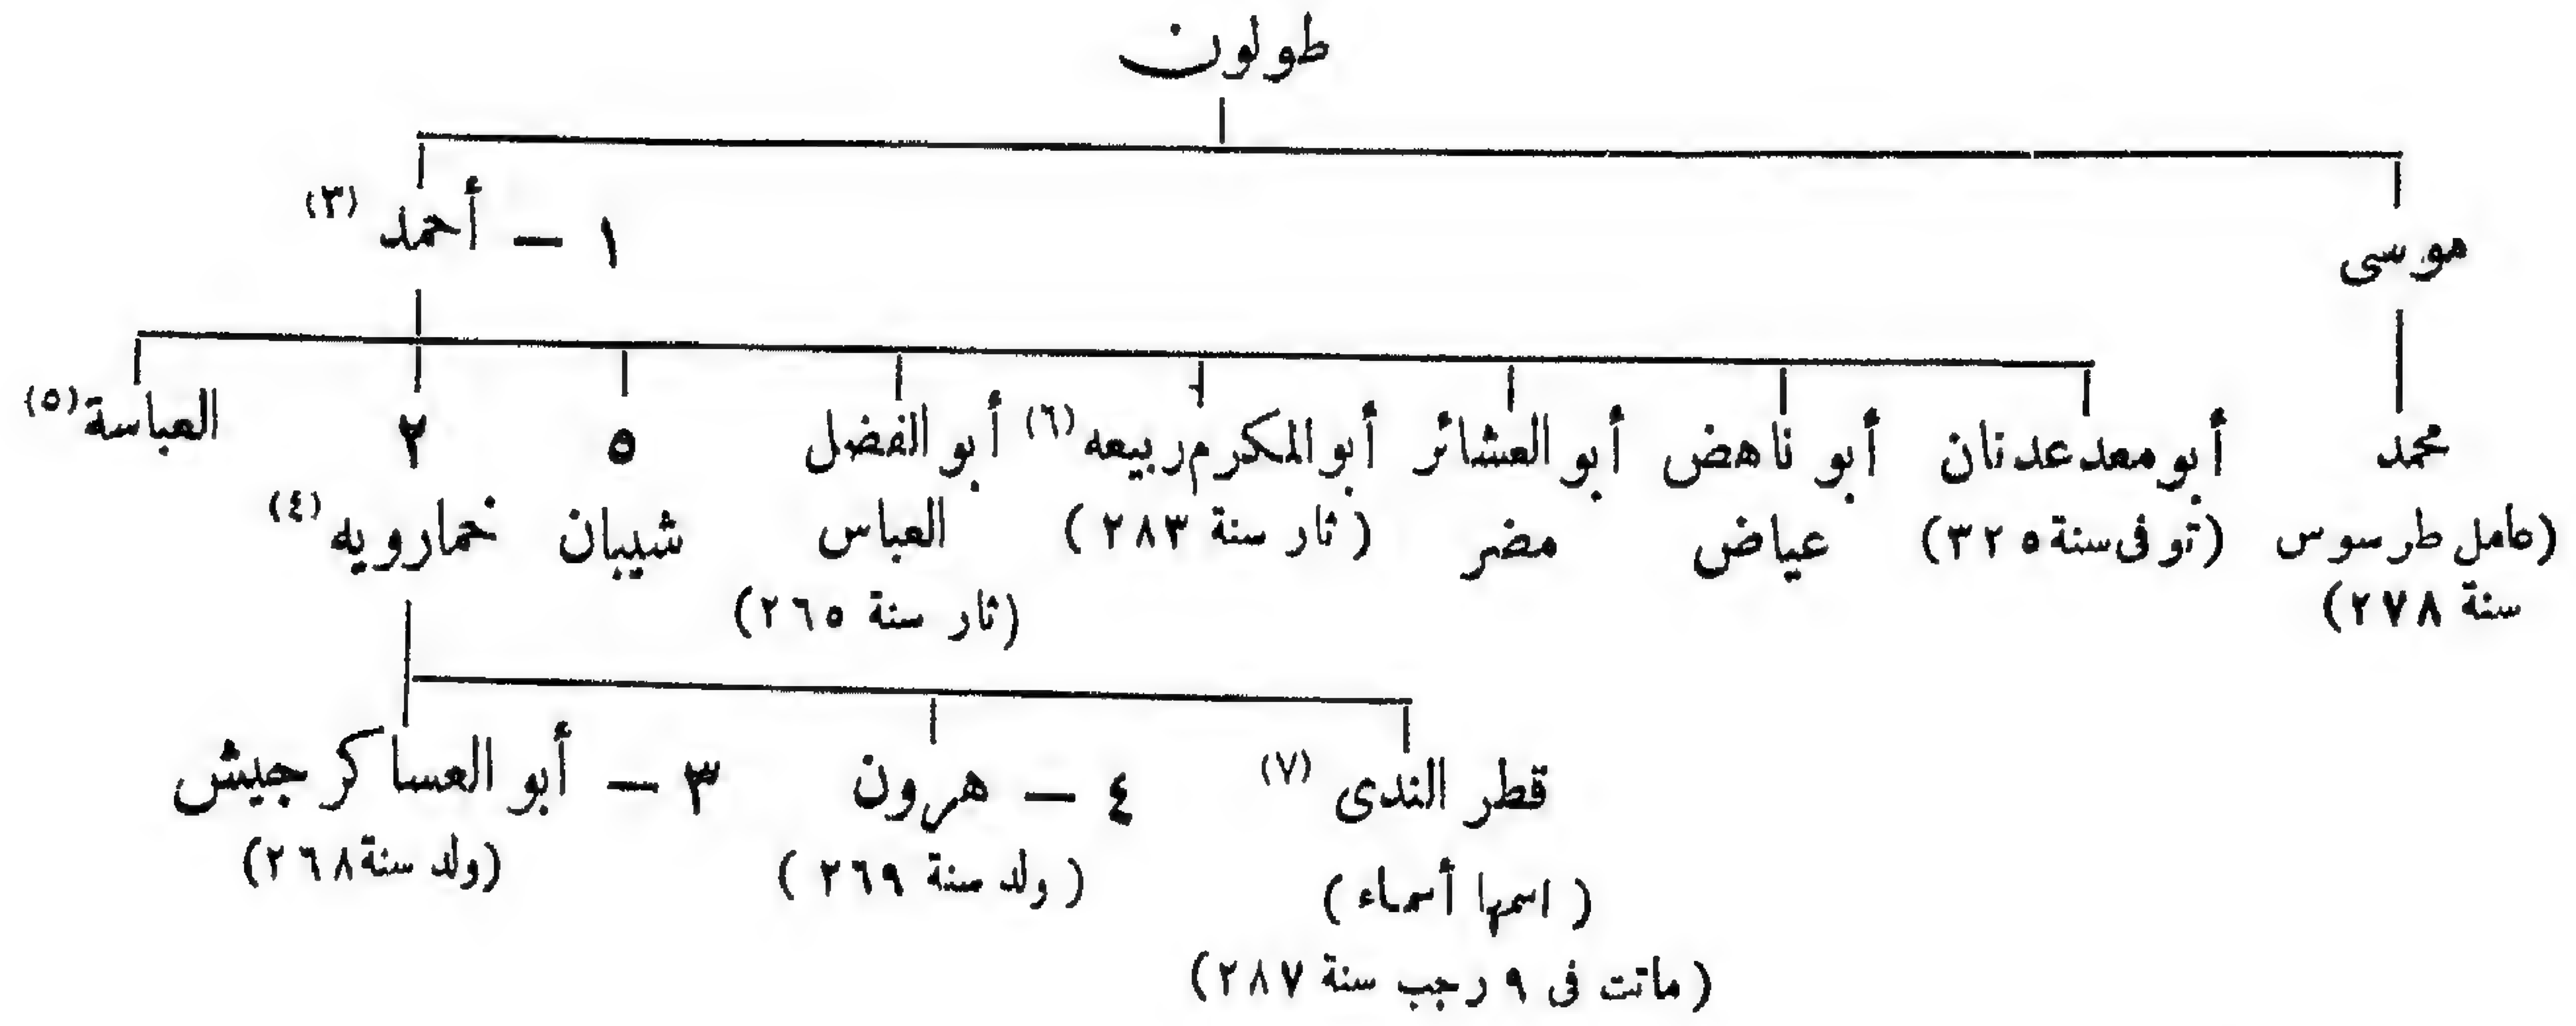 طولون
موسى
١ — أحمد (٣)
محمد
(عامل طرسوس
سنة ٢٧٨)
أبو معد عدنان
(توفى سنة ٣٢٥)
أبو ناهض
عياض
أبو العشائر
مضر
أبو المكرم ربيعه (٦)
(ثار سنة ٢٨٣)
أبو الفضل
العباس
(ثار سنة ٢٦٥)
٥
شيبان
٢
خمارويه (٤)
العباسة (٥)
قطر الندى (٧)
(اسمها أسماء)
(ماتت فى ٩ رجب سنة ٢٨٧)
٤ — هرون
(ولد سنة ٢٦٩)
٣ — أبو العساكر جيش
(ولد سنة ٢٦٨)